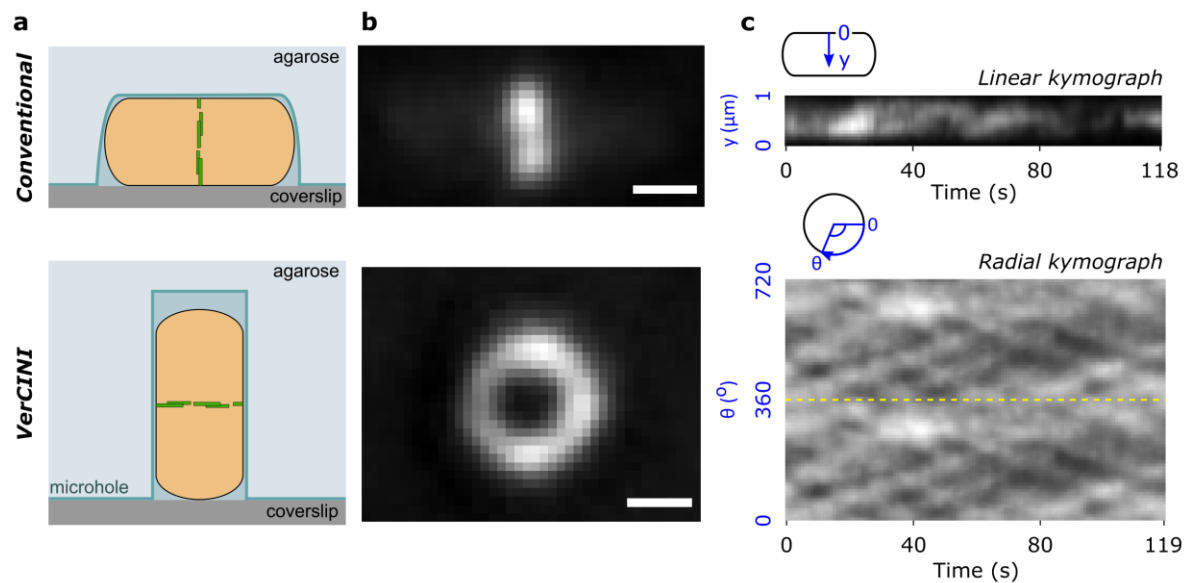 a
b
c
Conventional
agarose
coverslip
0
y
Linear kymograph
y (μm)
1
0
0
40
80
118
Time (s)
VerCINI
agarose
microhole
coverslip
0
θ
Radial kymograph
θ (°)
720
360
0
0
40
80
119
Time (s)